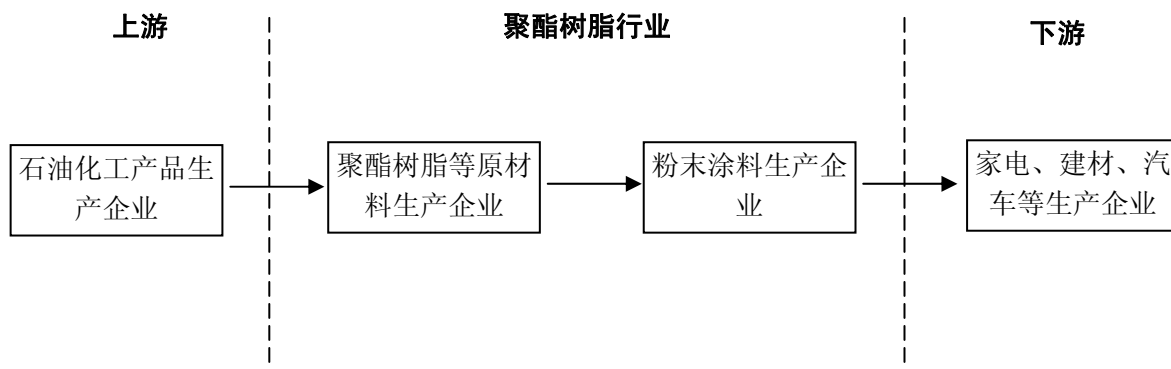 上游
聚酯树脂行业
下游
石油化工产品生
产企业
聚酯树脂等原材
料生产企业
粉末涂料生产企
业
家电、建材、汽
车等生产企业